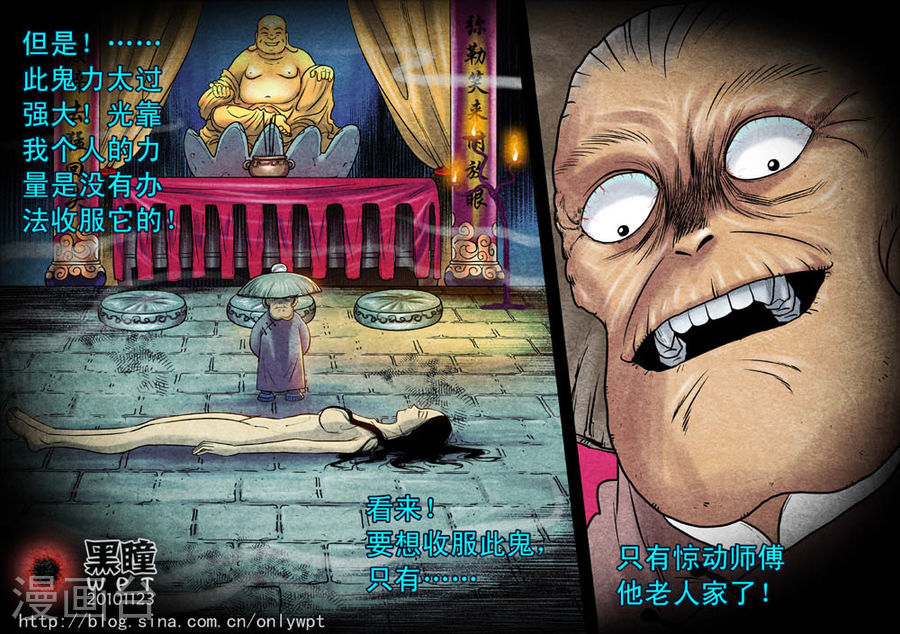 但是！……
此鬼力太过
强大！光靠
我个人的力
量是没有办
法收服它的！
弥勒笑来
放眼
看来！
要想收服此鬼，
只有……
只有惊动师傅
他老人家了！
黑瞳
WPT
20101123
漫画台
http://blog.sina.com.cn/onlywpt